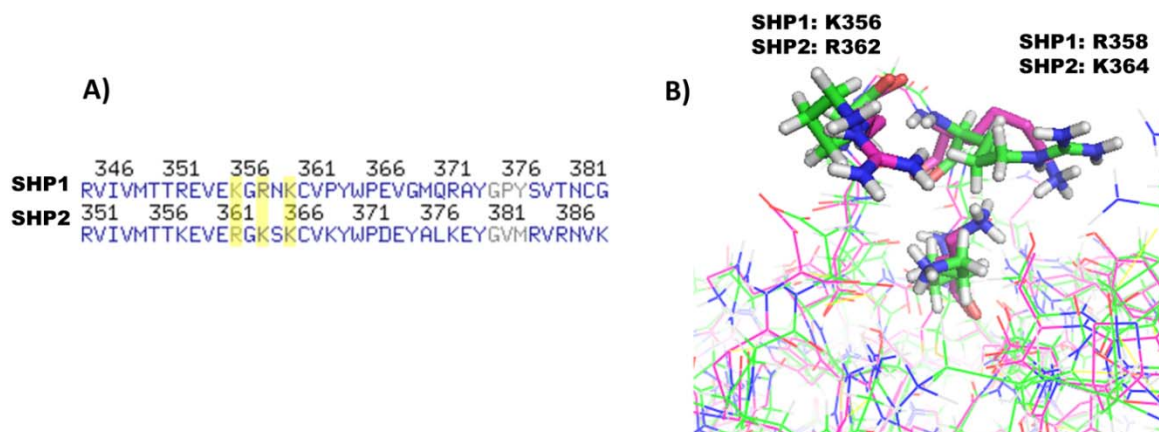 SHP1: K356
SHP2: R362
SHP1: R358
SHP2: K364
A)
B)
346 351 356 361 366 371 376 381
SHP1 RVIVMTTREVEKGRNKCVPYWPEVGMQRAYGPYSVTNCG
351 356 361 366 371 376 381 386
SHP2 RVIVMTTKEVERGKSKCVKYWPDEYALKEYGVMRVRNVK